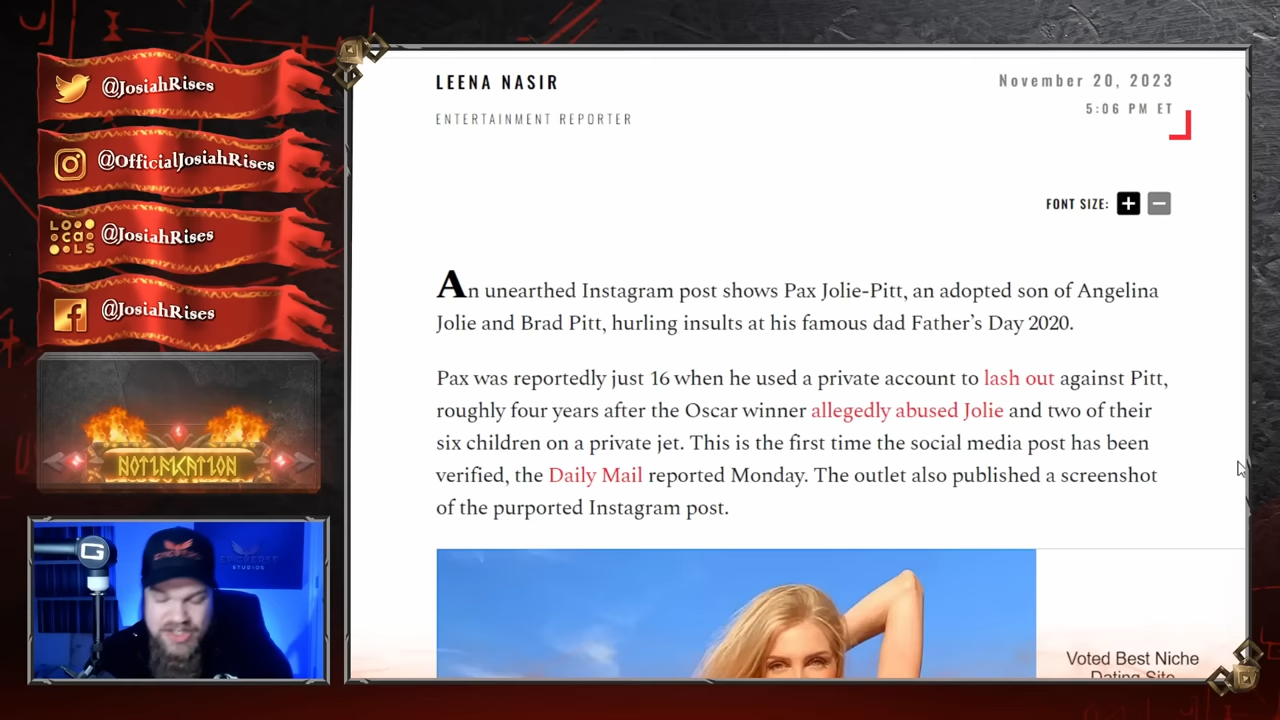 @JosiahRises
@OfficialJosiahRises
LOcaLS
@JosiahRises
@JosiahRises
NOTIFICATION
G
STUDIOS
LEENA NASIR
ENTERTAINMENT REPORTER
November 20, 2023
5:06 PM ET
FONT SIZE: + −
An unearthed Instagram post shows Pax Jolie-Pitt, an adopted son of Angelina
Jolie and Brad Pitt, hurling insults at his famous dad Father’s Day 2020.
Pax was reportedly just 16 when he used a private account to lash out against Pitt,
roughly four years after the Oscar winner allegedly abused Jolie and two of their
six children on a private jet. This is the first time the social media post has been
verified, the Daily Mail reported Monday. The outlet also published a screenshot
of the purported Instagram post.
Voted Best Niche
Dating Site